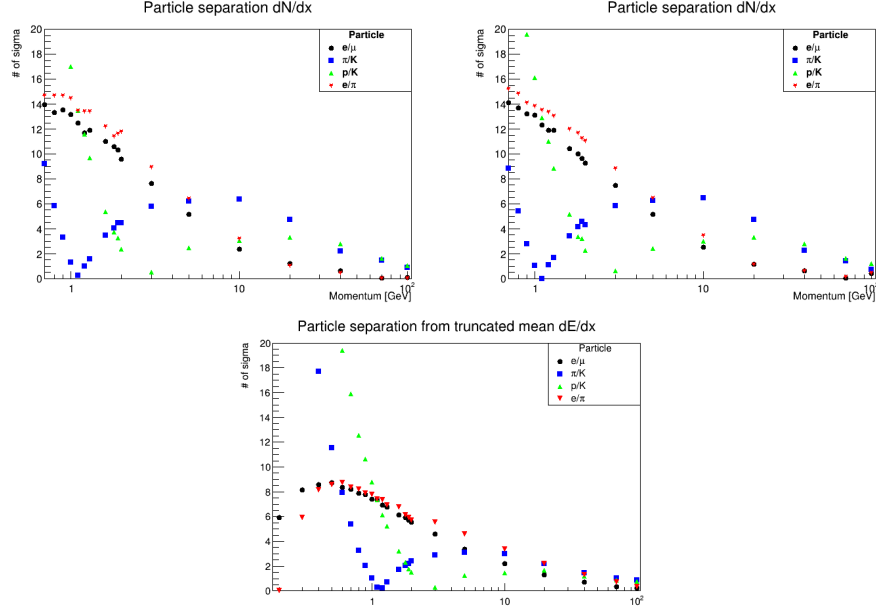 Particle separation dN/dx
# of sigma
20
18
16
14
12
10
8
6
4
2
0
Particle
e/μ
π/K
p/K
e/π
1
10
10²
Momentum [GeV]
Particle separation dN/dx
# of sigma
20
18
16
14
12
10
8
6
4
2
0
Particle
e/μ
π/K
p/K
e/π
1
10
10²
Momentum [GeV]
Particle separation from truncated mean dE/dx
# of sigma
20
18
16
14
12
10
8
6
4
2
0
Particle
e/μ
π/K
p/K
e/π
1
10
10²